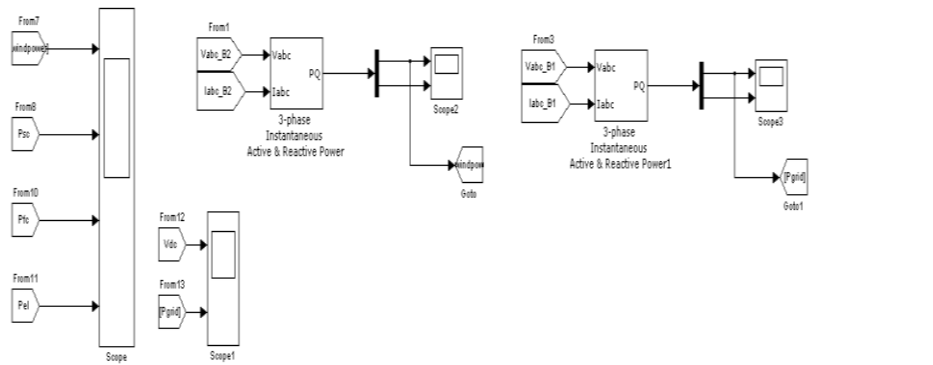 From7
windpower]
From8
Psc
From10
Pfc
From11
Pel
Scope
From12
Vdc
From13
[Pgrid]
Scope1
From1
Vabc_B2
Iabc_B2
Vabc
Iabc
PQ
3-phase
Instantaneous
Active & Reactive Power
Scope2
windpow
Goto
From3
Vabc_B1
Iabc_B1
Vabc
Iabc
PQ
3-phase
Instantaneous
Active & Reactive Power1
Scope3
[Pgrid]
Goto1